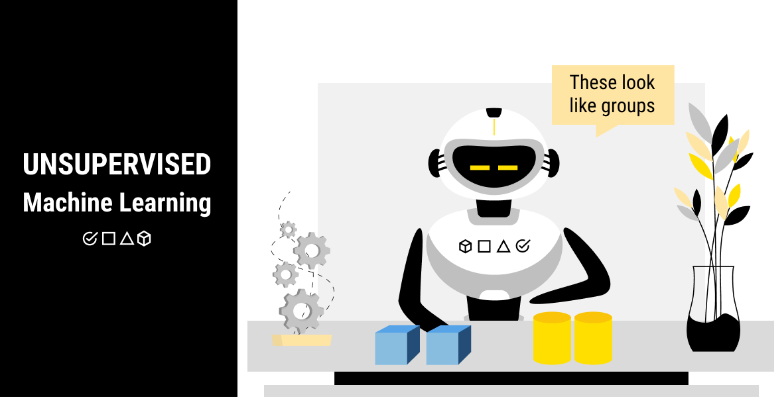 UNSUPERVISED
Machine Learning
These look
like groups